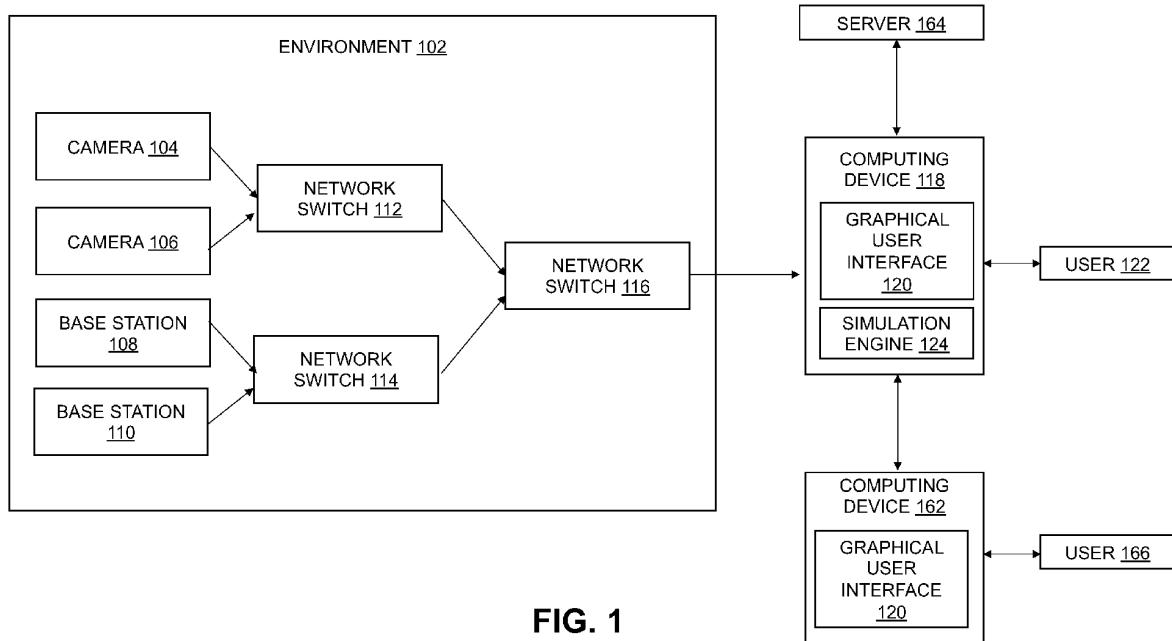 ENVIRONMENT 102
CAMERA 104
CAMERA 106
BASE STATION
108
BASE STATION
110
NETWORK
SWITCH 112
NETWORK
SWITCH 114
NETWORK
SWITCH 116
SERVER 164
COMPUTING
DEVICE 118
GRAPHICAL
USER
INTERFACE
120
SIMULATION
ENGINE 124
USER 122
COMPUTING
DEVICE 162
GRAPHICAL
USER
INTERFACE
120
USER 166
FIG. 1